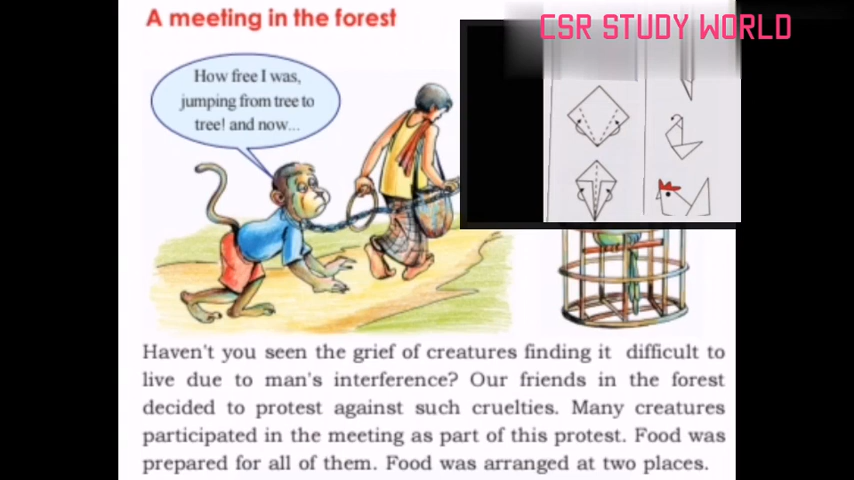 A meeting in the forest
CSR STUDY WORLD
How free I was,
jumping from tree to
tree! and now...
Haven't you seen the grief of creatures finding it difficult to
live due to man's interference? Our friends in the forest
decided to protest against such cruelties. Many creatures
participated in the meeting as part of this protest. Food was
prepared for all of them. Food was arranged at two places.